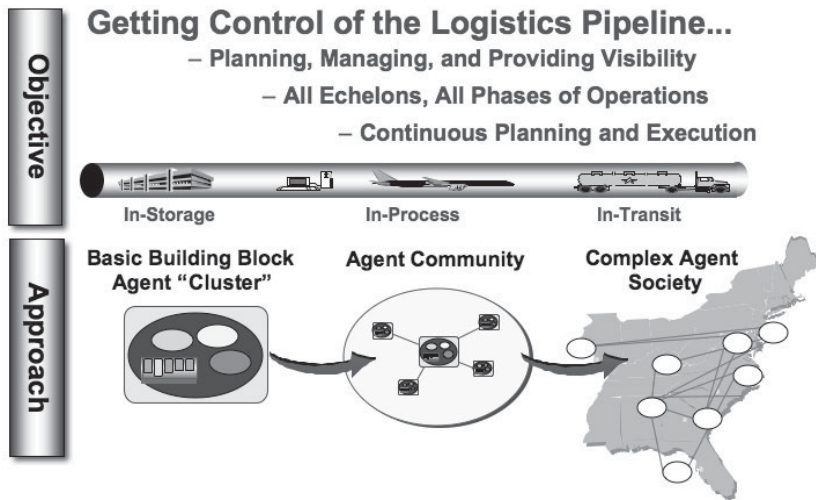 Getting Control of the Logistics Pipeline...
– Planning, Managing, and Providing Visibility
– All Echelons, All Phases of Operations
– Continuous Planning and Execution
Objective
In-Storage
In-Process
In-Transit
Approach
Basic Building Block
Agent “Cluster”
Agent Community
Complex Agent
Society